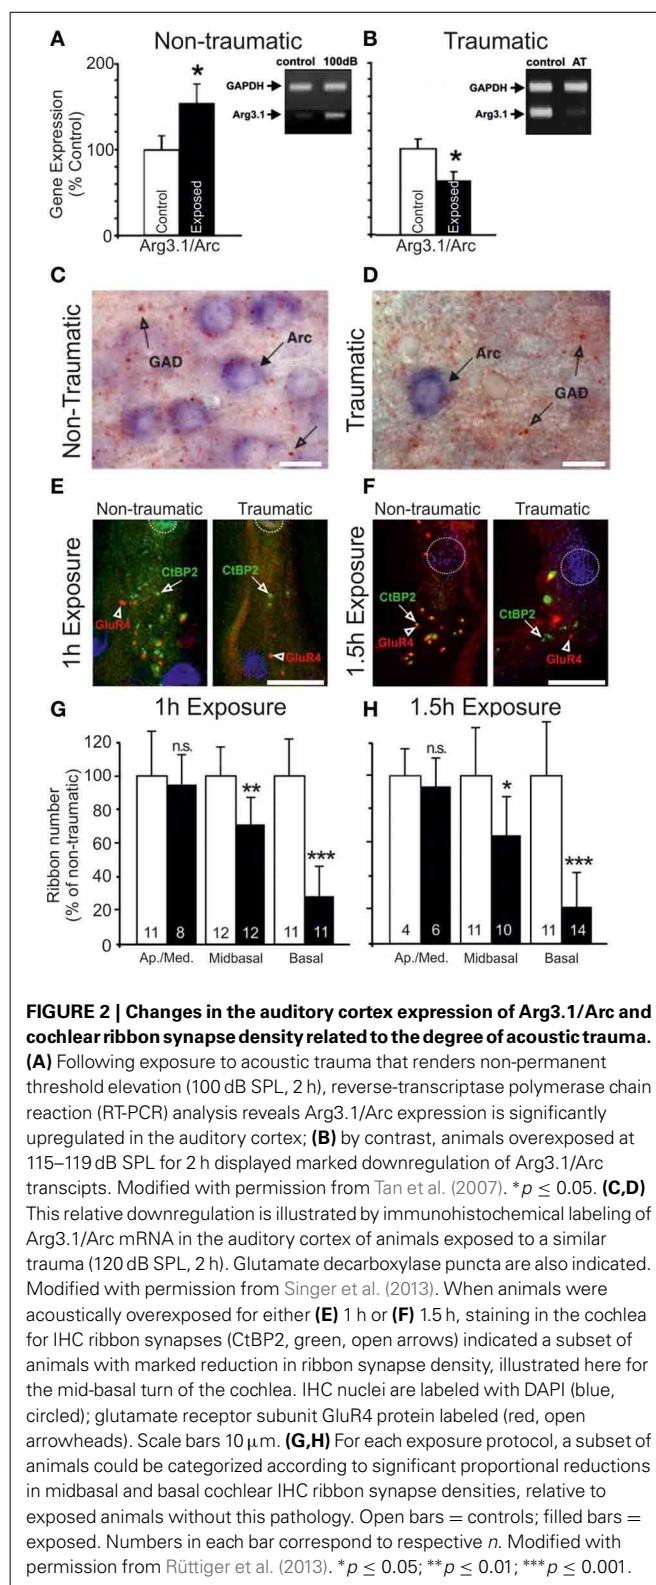 A Non-traumatic
B Traumatic
control 100dB
GAPDH
Arg3.1
control AT
GAPDH
Arg3.1
Gene Expression
(% Control)
200
100
0
*
*
Control
Exposed
Control
Exposed
Arg3.1/Arc
Arg3.1/Arc
C
D
Non-Traumatic
GAD
Arc
Traumatic
Arc
GAD
E
F
Non-traumatic
Traumatic
Non-traumatic
Traumatic
1h Exposure
CtBP2
GluR4
CtBP2
GluR4
1.5h Exposure
CtBP2
GluR4
CtBP2
GluR4
G 1h Exposure
H 1.5h Exposure
Ribbon number
(% of non-traumatic)
120
100
80
60
40
20
0
n.s.
**
***
n.s.
*
***
11 8 12 12 11 11
4 6 11 10 11 14
Ap./Med. Midbasal Basal
Ap./Med. Midbasal Basal
FIGURE 2 | Changes in the auditory cortex expression of Arg3.1/Arc and
cochlear ribbon synapse density related to the degree of acoustic trauma.
(A) Following exposure to acoustic trauma that renders non-permanent
threshold elevation (100 dB SPL, 2 h), reverse-transcriptase polymerase chain
reaction (RT-PCR) analysis reveals Arg3.1/Arc expression is significantly
upregulated in the auditory cortex; (B) by contrast, animals overexposed at
115–119 dB SPL for 2 h displayed marked downregulation of Arg3.1/Arc
transcipts. Modified with permission from Tan et al. (2007). *p ≤ 0.05. (C,D)
This relative downregulation is illustrated by immunohistochemical labeling of
Arg3.1/Arc mRNA in the auditory cortex of animals exposed to a similar
trauma (120 dB SPL, 2 h). Glutamate decarboxylase puncta are also indicated.
Modified with permission from Singer et al. (2013). When animals were
acoustically overexposed for either (E) 1 h or (F) 1.5 h, staining in the cochlea
for IHC ribbon synapses (CtBP2, green, open arrows) indicated a subset of
animals with marked reduction in ribbon synapse density, illustrated here for
the mid-basal turn of the cochlea. IHC nuclei are labeled with DAPI (blue,
circled); glutamate receptor subunit GluR4 protein labeled (red, open
arrowheads). Scale bars 10 µm. (G,H) For each exposure protocol, a subset of
animals could be categorized according to significant proportional reductions
in midbasal and basal cochlear IHC ribbon synapse densities, relative to
exposed animals without this pathology. Open bars = controls; filled bars =
exposed. Numbers in each bar correspond to respective n. Modified with
permission from Rüttiger et al. (2013). *p ≤ 0.05; **p ≤ 0.01; ***p ≤ 0.001.